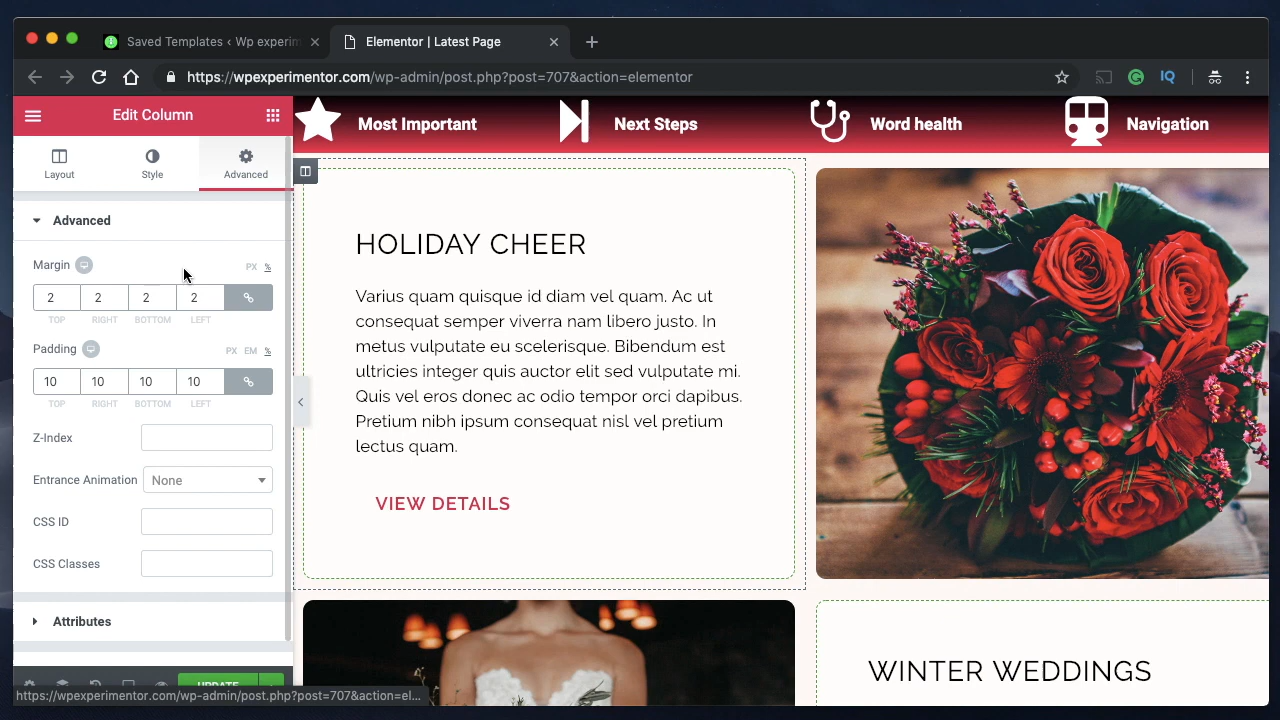 Saved Templates ‹ Wp experim
Elementor | Latest Page
https://wpexperimentor.com/wp-admin/post.php?post=707&action=elementor
IQ
Edit Column
Layout
Style
Advanced
Advanced
Margin
PX %
2 2 2 2
TOP RIGHT BOTTOM LEFT
Padding
PX EM %
10 10 10 10
TOP RIGHT BOTTOM LEFT
Z-Index
Entrance Animation None
CSS ID
CSS Classes
Attributes
UPDATE
https://wpexperimentor.com/wp-admin/post.php?post=707&action=el...
Most Important
Next Steps
Word health
Navigation
HOLIDAY CHEER
Varius quam quisque id diam vel quam. Ac ut
consequat semper viverra nam libero justo. In
metus vulputate eu scelerisque. Bibendum est
ultricies integer quis auctor elit sed vulputate mi.
Quis vel eros donec ac odio tempor orci dapibus.
Pretium nibh ipsum consequat nisl vel pretium
lectus quam.
VIEW DETAILS
WINTER WEDDINGS